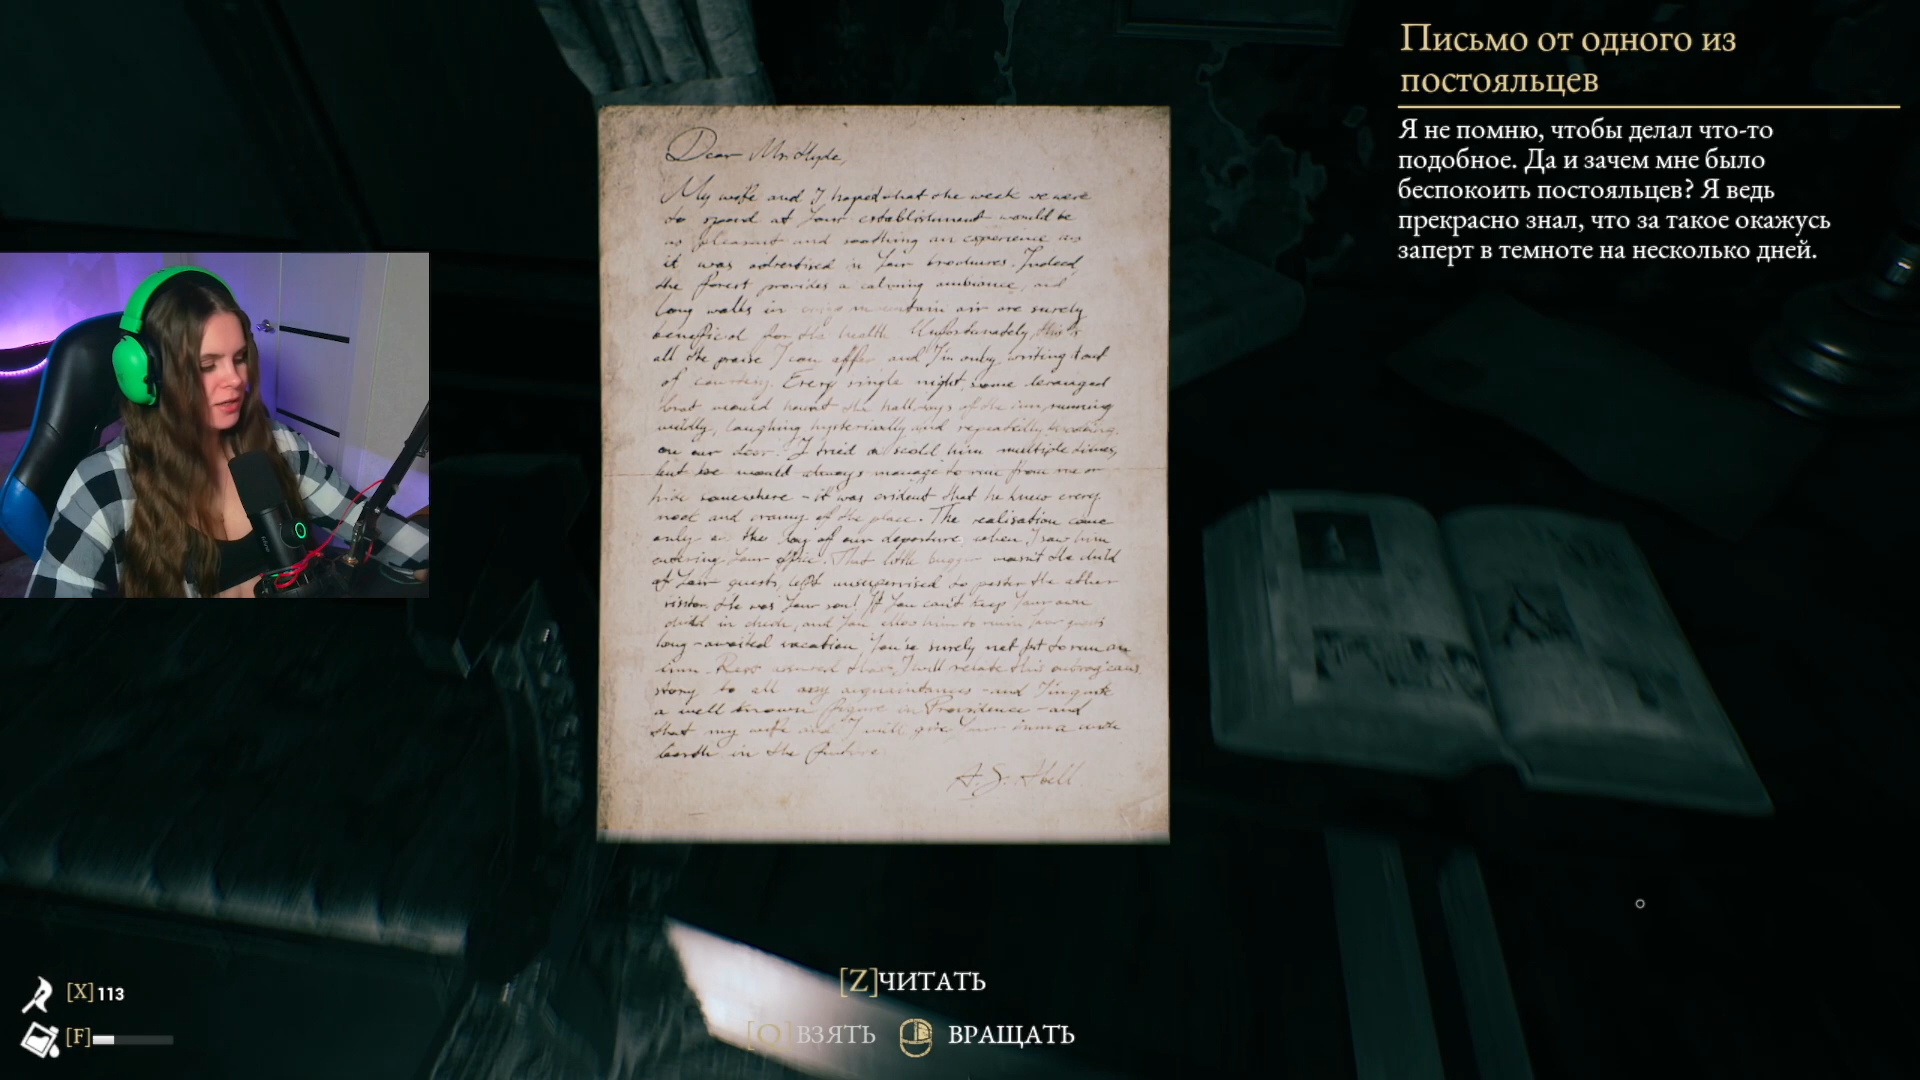 Письмо от одного из
постояльцев
Я не помню, чтобы делал что-то
подобное. Да и зачем мне было
беспокоить постояльцев? Я ведь
прекрасно знал, что за такое окажусь
заперт в темноте на несколько дней.
Dear Mr. Hyde,
My wife and I hoped that the week we were
to spend at your establishment would be
as pleasant and soothing an experience as
it was advertised in your brochures. Indeed,
the forest provides a calming ambiance, and
long walks in mountain air are surely
beneficial for the health. Unfortunately, this is
all the praise I can offer and I'm only writing it out
of courtesy. Every single night, some deranged
brat would haunt the hallways of the inn, running
wildly, laughing hysterically and repeatedly knocking
on our door. I tried to scold him multiple times,
but he would always manage to run from me or
hide somewhere - it was evident that he knew every
nook and cranny of the place. The realisation came
only on the day of our departure, when I saw him
entering your office. That little bugger wasn't the child
of your guests, left unsupervised to pester the other
visitors. He was your son! If you can't keep your own
child in check, and you allow him to ruin your guests
long-awaited vacation, you're surely not fit to run an
inn. Rest assured that I will relate this outrageous
story to all my acquaintances - and I'm quite
a well known figure in Providence - and
that my wife and I will give your inn a wide
berth in the future.
A. S. Abell
[Z]ЧИТАТЬ
[Q]ВЗЯТЬ ВРАЩАТЬ
[X] 113
[F]